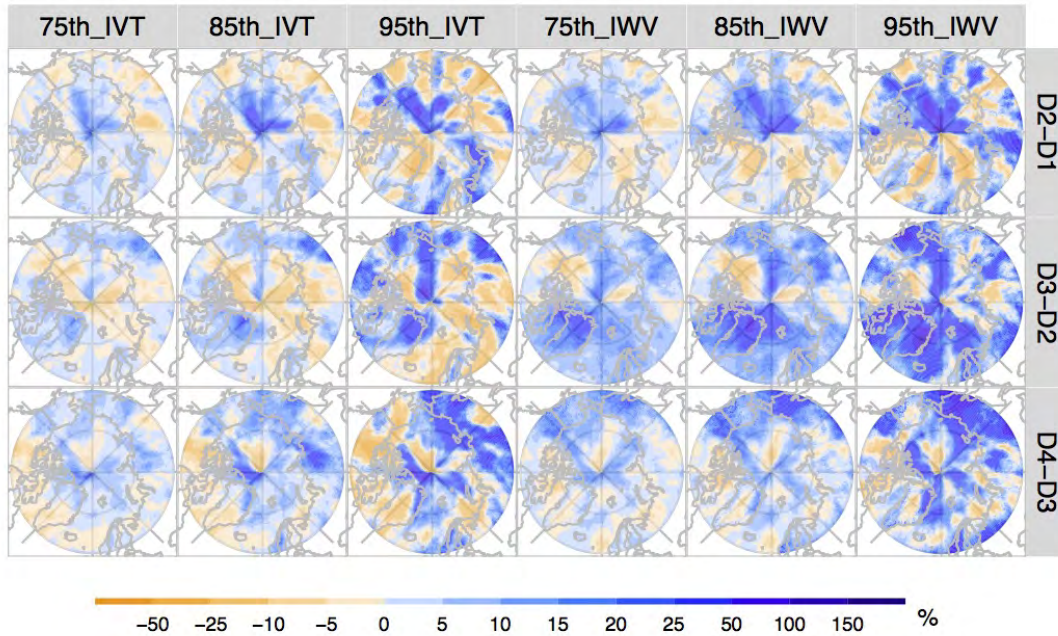 75th_IVT 85th_IVT 95th_IVT 75th_IWV 85th_IWV 95th_IWV
D2−D1
D3−D2
D4−D3
−50 −25 −10 −5 0 5 10 15 20 25 50 100 150 %